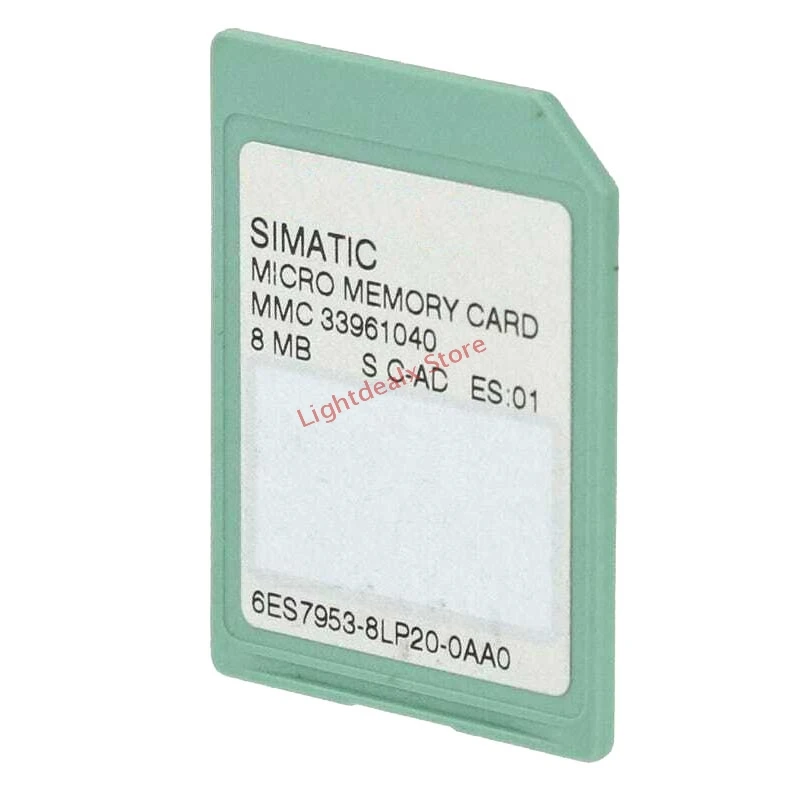 SIMATIC
MICRO MEMORY CARD
MMC 33961040
8 MB S C-AD ES:01
Lightdealx Store
6ES7953-8LP20-0AA0